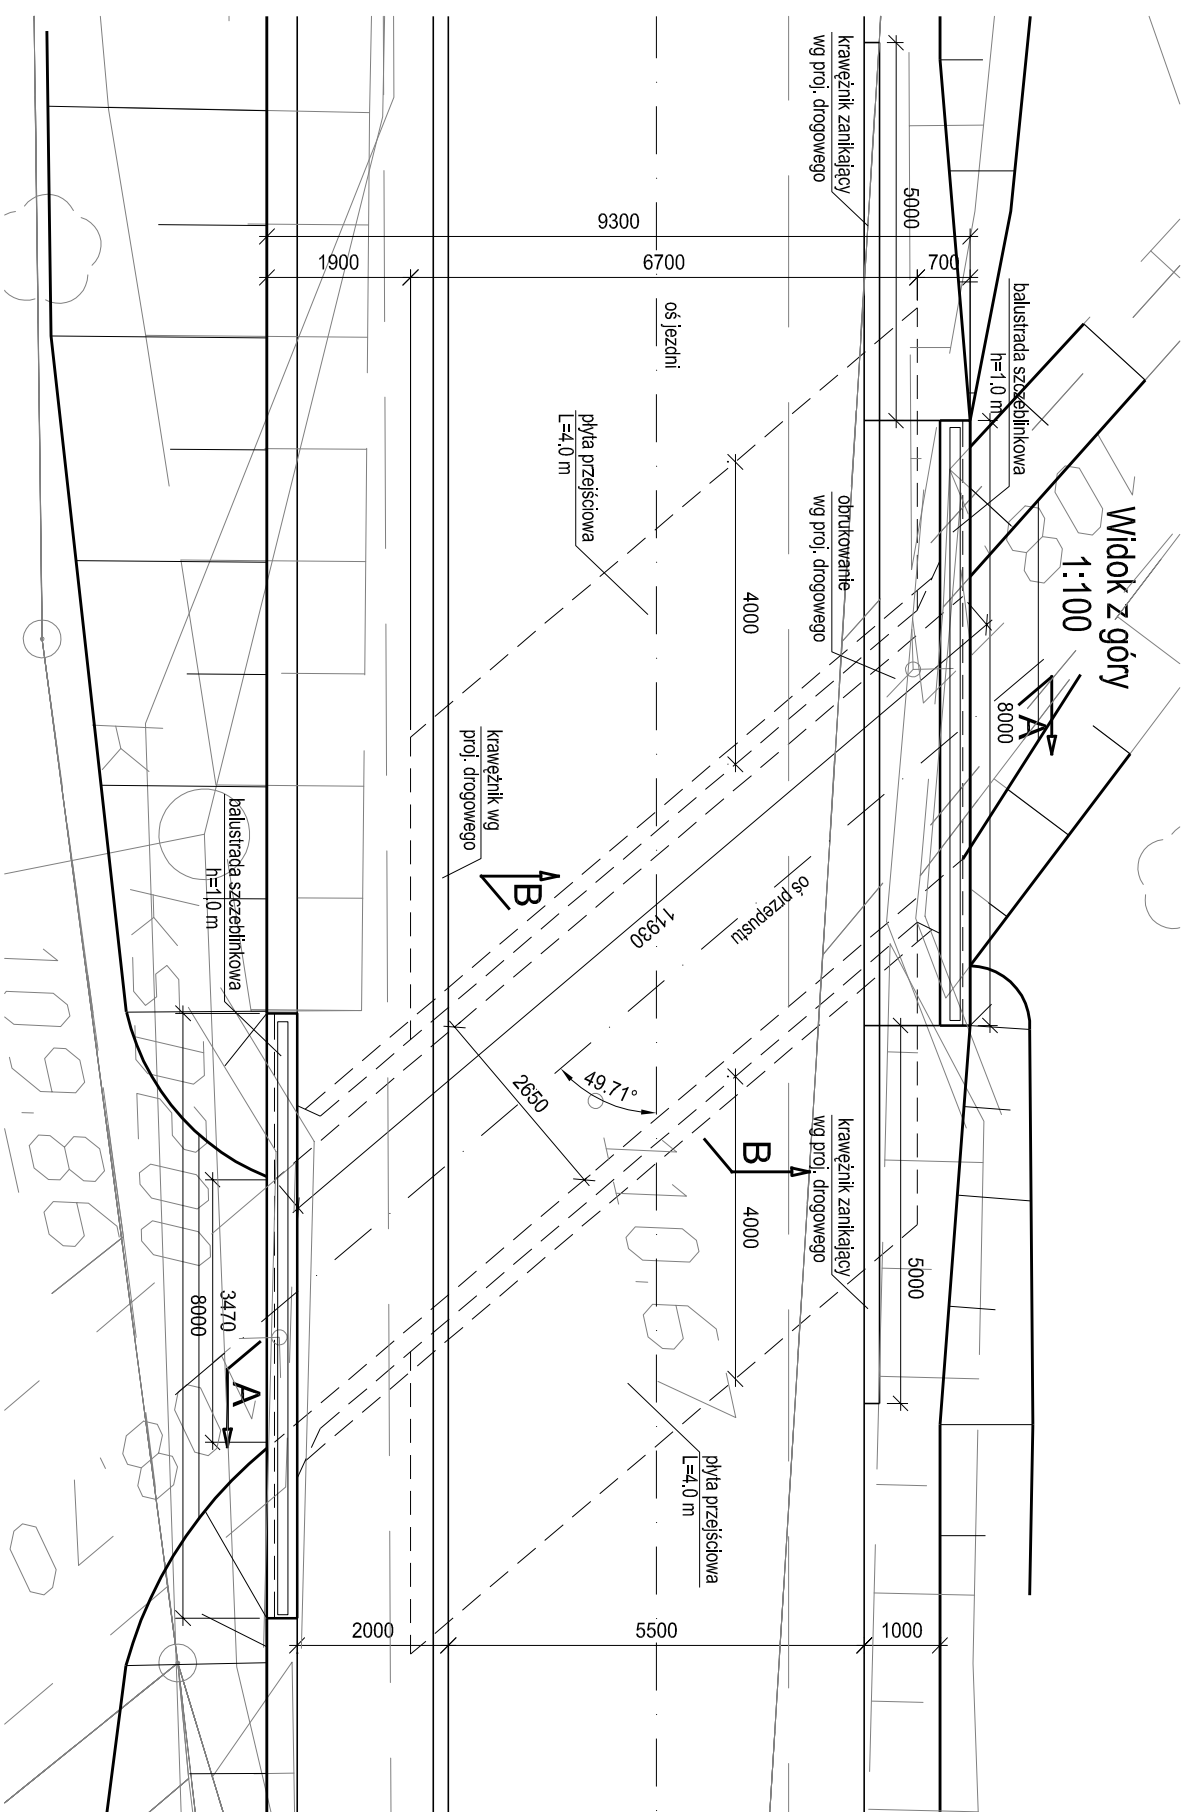 Widok z góry
1:100
krawężnik zanikający
wg proj. drogowego
5000
9300
1900
6700
700
oś jezdni
balustrada szczeblinkowa
h=1.0 m
płyta przejściowa
L=4.0 m
4000
obrukowanie
wg proj. drogowego
8000
A
krawężnik wg
proj. drogowego
B
11930
oś przepustu
balustrada szczeblinkowa
h=1.0 m
2650
49.71°
B
4000
krawężnik zanikający
wg proj. drogowego
5000
3470
8000
A
płyta przejściowa
L=4.0 m
2000
5500
1000